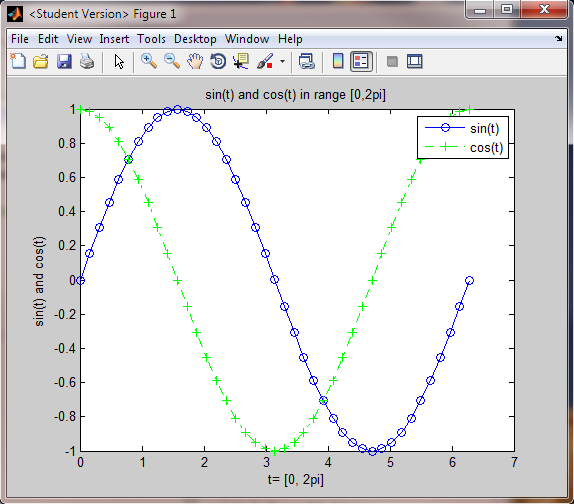 <Student Version> Figure 1
File Edit View Insert Tools Desktop Window Help
sin(t) and cos(t) in range [0,2pi]
sin(t)
cos(t)
1
0.8
0.6
0.4
0.2
0
-0.2
-0.4
-0.6
-0.8
-1
sin(t) and cos(t)
0 1 2 3 4 5 6 7
t= [0, 2pi]